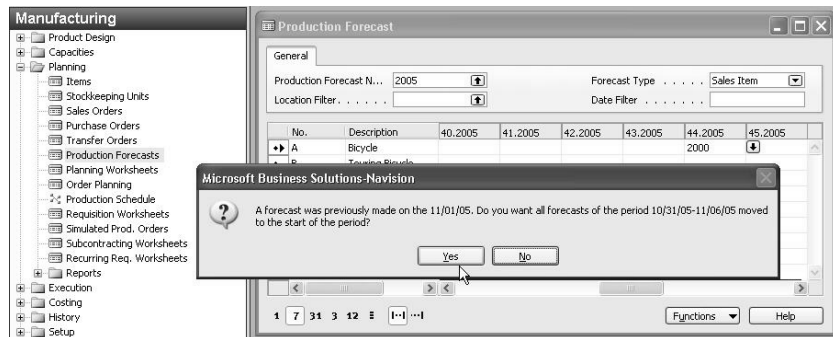 Manufacturing
Product Design
Capacities
Planning
Items
Stockkeeping Units
Sales Orders
Purchase Orders
Transfer Orders
Production Forecasts
Planning Worksheets
Order Planning
Production Schedule
Requisition Worksheets
Simulated Prod. Orders
Subcontracting Worksheets
Recurring Req. Worksheets
Reports
Execution
Costing
History
Setup
Production Forecast
General
Production Forecast N... 2005 Forecast Type . . . . . Sales Item
Location Filter. . . . . . Date Filter . . . . . . .
No. Description 40.2005 41.2005 42.2005 43.2005 44.2005 45.2005
A Bicycle 2000
B Touring Bicycle
Microsoft Business Solutions-Navision
A forecast was previously made on the 11/01/05. Do you want all forecasts of the period 10/31/05-11/06/05 moved
to the start of the period?
Yes No
1 7 31 3 12
Functions Help